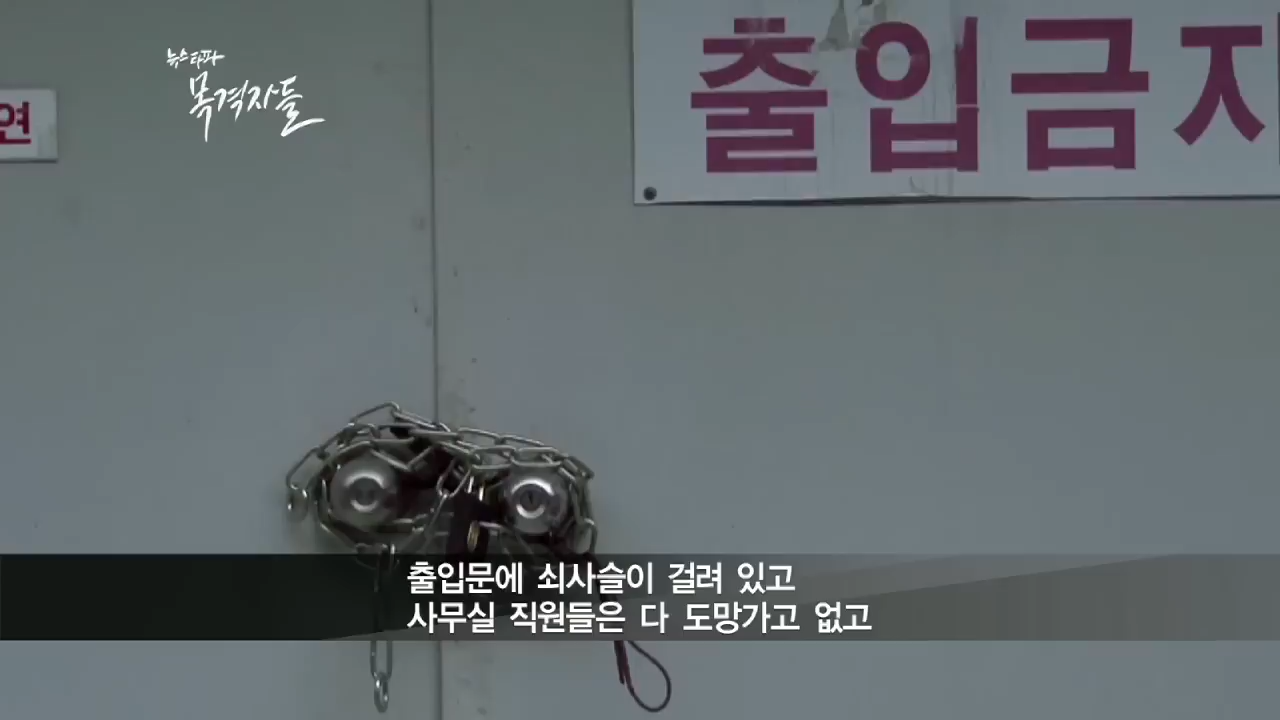 뉴스타파
목격자들
연
출입금지
출입문에 쇠사슬이 걸려 있고
사무실 직원들은 다 도망가고 없고